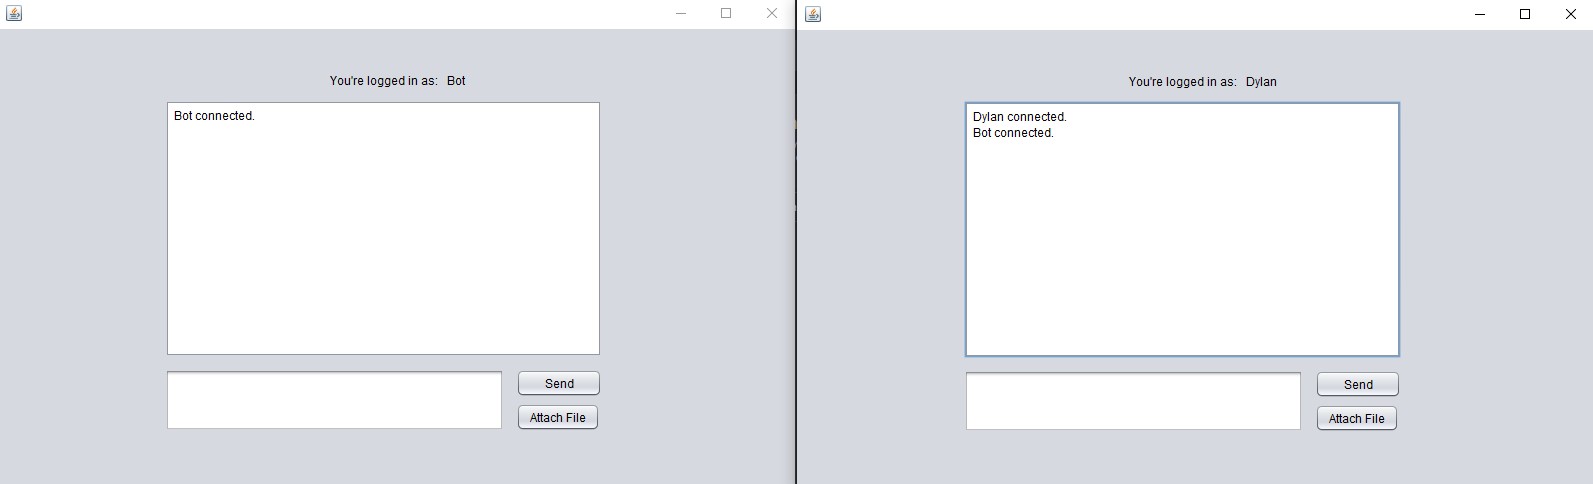 You're logged in as: Bot
Bot connected.
Send
Attach File
You're logged in as: Dylan
Dylan connected.
Bot connected.
Send
Attach File